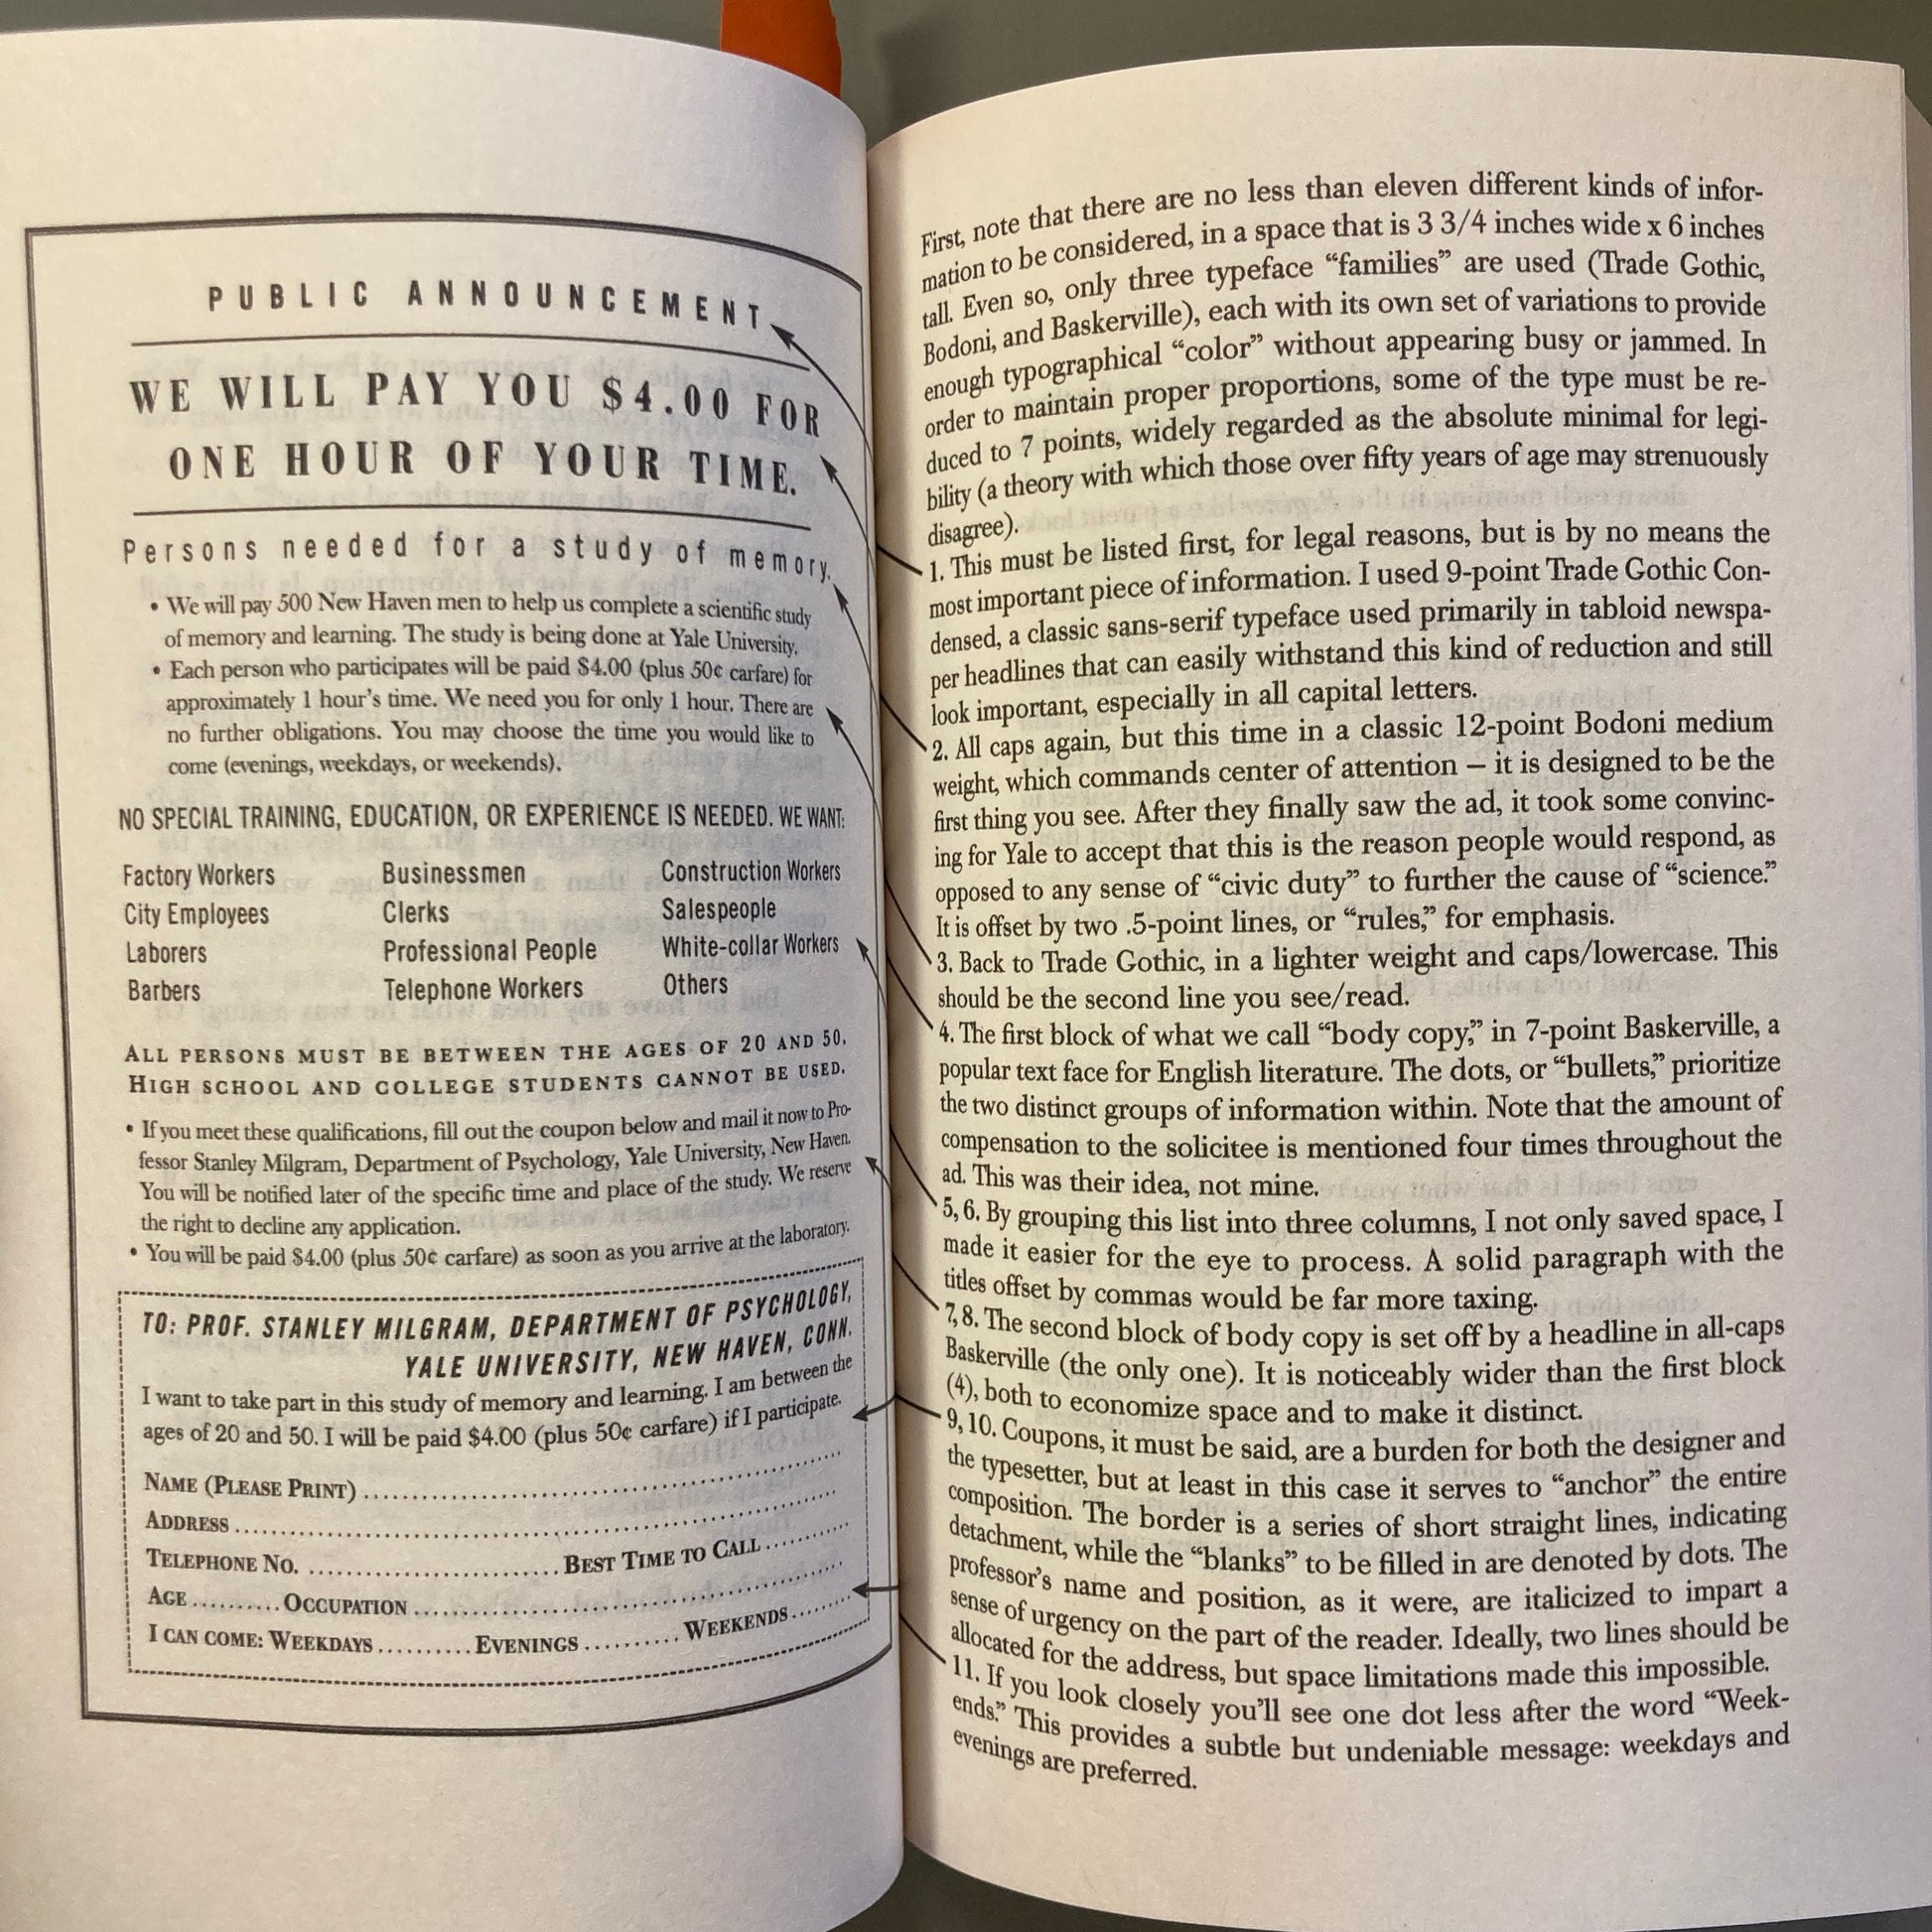 PUBLIC ANNOUNCEMENT
WE WILL PAY YOU $4.00 FOR
ONE HOUR OF YOUR TIME.
Persons needed for a study of memory.
• We will pay 500 New Haven men to help us complete a scientific study
of memory and learning. The study is being done at Yale University.
• Each person who participates will be paid $4.00 (plus 50¢ carfare) for
approximately 1 hour's time. We need you for only 1 hour. There are
no further obligations. You may choose the time you would like to
come (evenings, weekdays, or weekends).
NO SPECIAL TRAINING, EDUCATION, OR EXPERIENCE IS NEEDED. WE WANT:
Factory Workers Businessmen Construction Workers
City Employees Clerks Salespeople
Laborers Professional People White-collar Workers
Barbers Telephone Workers Others
ALL PERSONS MUST BE BETWEEN THE AGES OF 20 AND 50.
HIGH SCHOOL AND COLLEGE STUDENTS CANNOT BE USED.
• If you meet these qualifications, fill out the coupon below and mail it now to Pro-
fessor Stanley Milgram, Department of Psychology, Yale University, New Haven.
You will be notified later of the specific time and place of the study. We reserve
the right to decline any application.
• You will be paid $4.00 (plus 50¢ carfare) as soon as you arrive at the laboratory.
TO: PROF. STANLEY MILGRAM, DEPARTMENT OF PSYCHOLOGY,
YALE UNIVERSITY, NEW HAVEN, CONN.
I want to take part in this study of memory and learning. I am between the
ages of 20 and 50. I will be paid $4.00 (plus 50¢ carfare) if I participate.
NAME (PLEASE PRINT) ..................................................
ADDRESS ..................................................................
TELEPHONE NO. .......................... BEST TIME TO CALL .........
AGE .......... OCCUPATION ............................................
I CAN COME: WEEKDAYS .......... EVENINGS .......... WEEKENDS .........
First, note that there are no less than eleven different kinds of infor-
mation to be considered, in a space that is 3 3/4 inches wide x 6 inches
tall. Even so, only three typeface “families” are used (Trade Gothic,
Bodoni, and Baskerville), each with its own set of variations to provide
enough typographical “color” without appearing busy or jammed. In
order to maintain proper proportions, some of the type must be re-
duced to 7 points, widely regarded as the absolute minimal for legi-
bility (a theory with which those over fifty years of age may strenuously
disagree).
1. This must be listed first, for legal reasons, but is by no means the
most important piece of information. I used 9-point Trade Gothic Con-
densed, a classic sans-serif typeface used primarily in tabloid newspa-
per headlines that can easily withstand this kind of reduction and still
look important, especially in all capital letters.
2. All caps again, but this time in a classic 12-point Bodoni medium
weight, which commands center of attention – it is designed to be the
first thing you see. After they finally saw the ad, it took some convinc-
ing for Yale to accept that this is the reason people would respond, as
opposed to any sense of “civic duty” to further the cause of “science.”
It is offset by two .5-point lines, or “rules,” for emphasis.
3. Back to Trade Gothic, in a lighter weight and caps/lowercase. This
should be the second line you see/read.
4. The first block of what we call “body copy,” in 7-point Baskerville, a
popular text face for English literature. The dots, or “bullets,” prioritize
the two distinct groups of information within. Note that the amount of
compensation to the solicitee is mentioned four times throughout the
ad. This was their idea, not mine.
5, 6. By grouping this list into three columns, I not only saved space, I
made it easier for the eye to process. A solid paragraph with the
titles offset by commas would be far more taxing.
7, 8. The second block of body copy is set off by a headline in all-caps
Baskerville (the only one). It is noticeably wider than the first block
(4), both to economize space and to make it distinct.
9, 10. Coupons, it must be said, are a burden for both the designer and
the typesetter, but at least in this case it serves to “anchor” the entire
composition. The border is a series of short straight lines, indicating
detachment, while the “blanks” to be filled in are denoted by dots. The
professor's name and position, as it were, are italicized to impart a
sense of urgency on the part of the reader. Ideally, two lines should be
allocated for the address, but space limitations made this impossible.
11. If you look closely you'll see one dot less after the word “Week-
ends.” This provides a subtle but undeniable message: weekdays and
evenings are preferred.